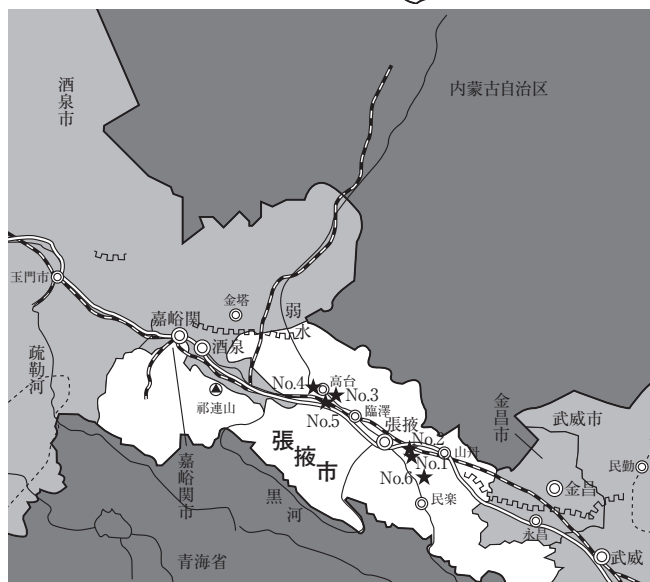 酒泉市
内蒙古自治区
玉門市
金塔
弱水
嘉峪関
酒泉
疏勒河
祁連山
No.4
高台
No.3
No.5
臨澤
張掖
No.2
No.1
山丹
No.6
民楽
張掖市
嘉峪関市
黒河
青海省
金昌市
武威市
民勤
金昌
永昌
武威